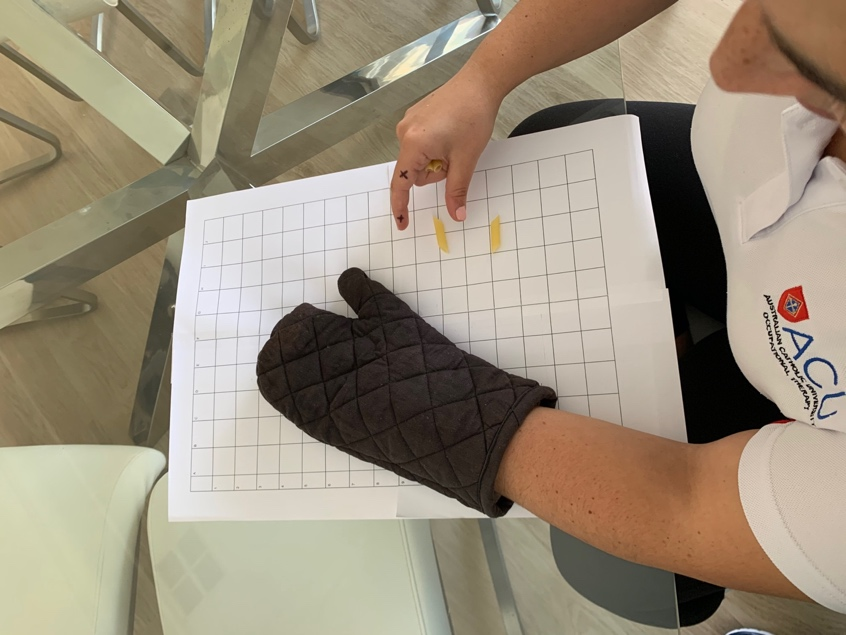 ACU
AUSTRALIAN CATHOLIC UNIVERSITY
OCCUPATIONAL THERAPY